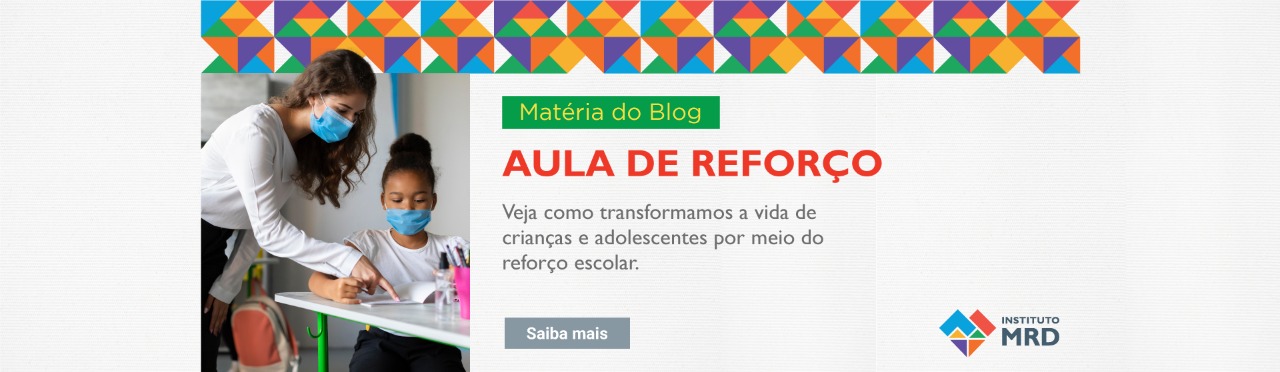 Matéria do Blog
AULA DE REFORÇO
Veja como transformamos a vida de
crianças e adolescentes por meio do
reforço escolar.
Saiba mais
INSTITUTO
MRD